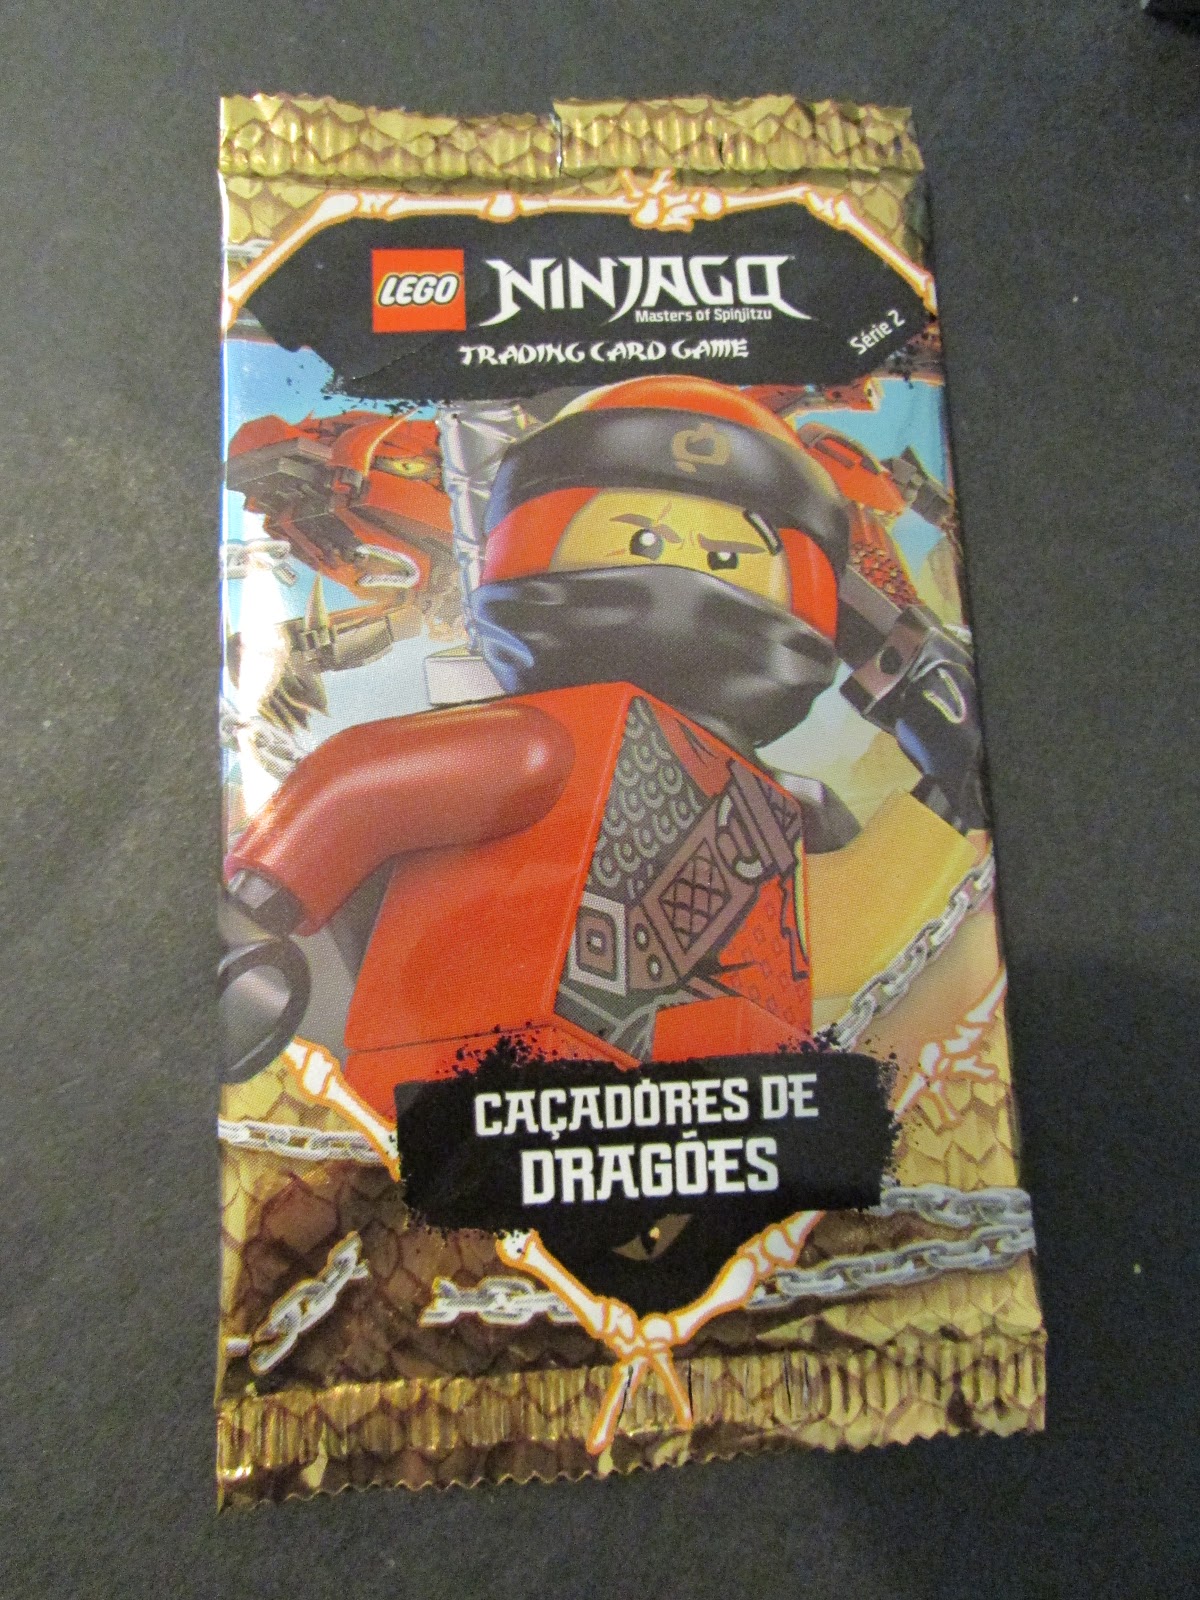 LEGO NINJAGO
Masters of Spinjitzu
TRADING CARD GAME
Série 2
CAÇADORES DE
DRAGÕES